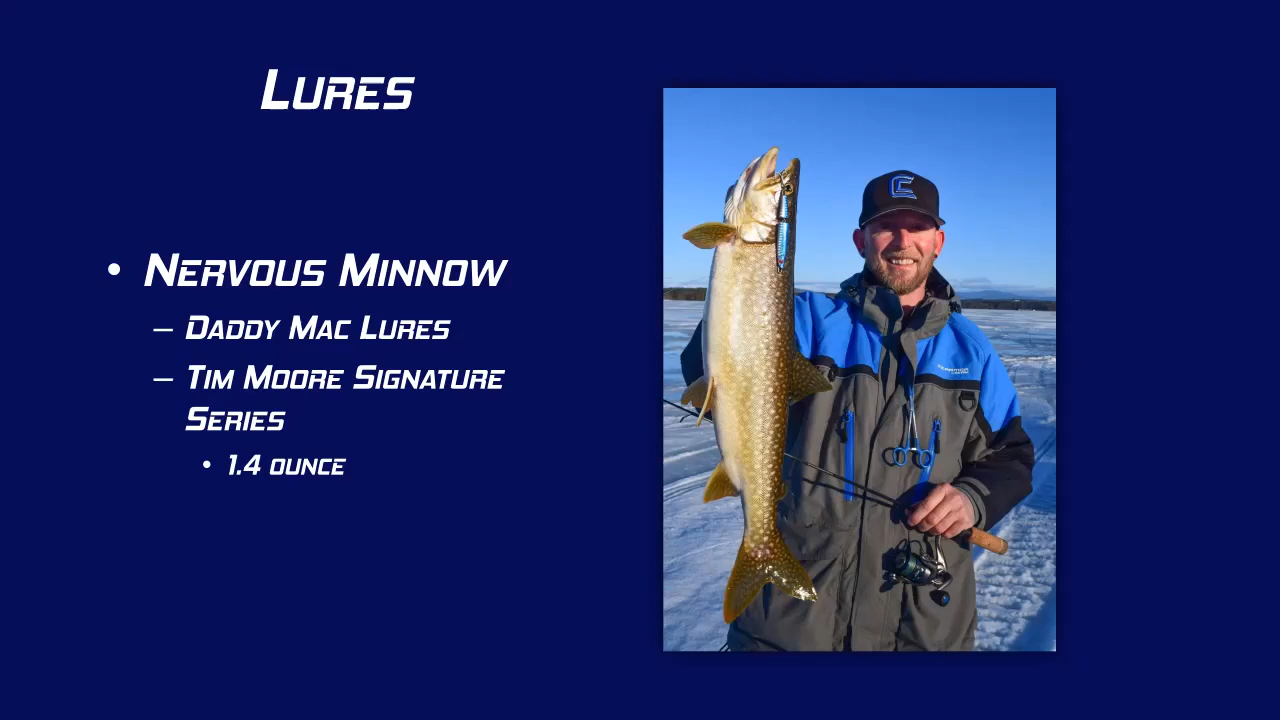 Lures
• Nervous Minnow
– Daddy Mac Lures
– Tim Moore Signature
Series
• 1.4 ounce